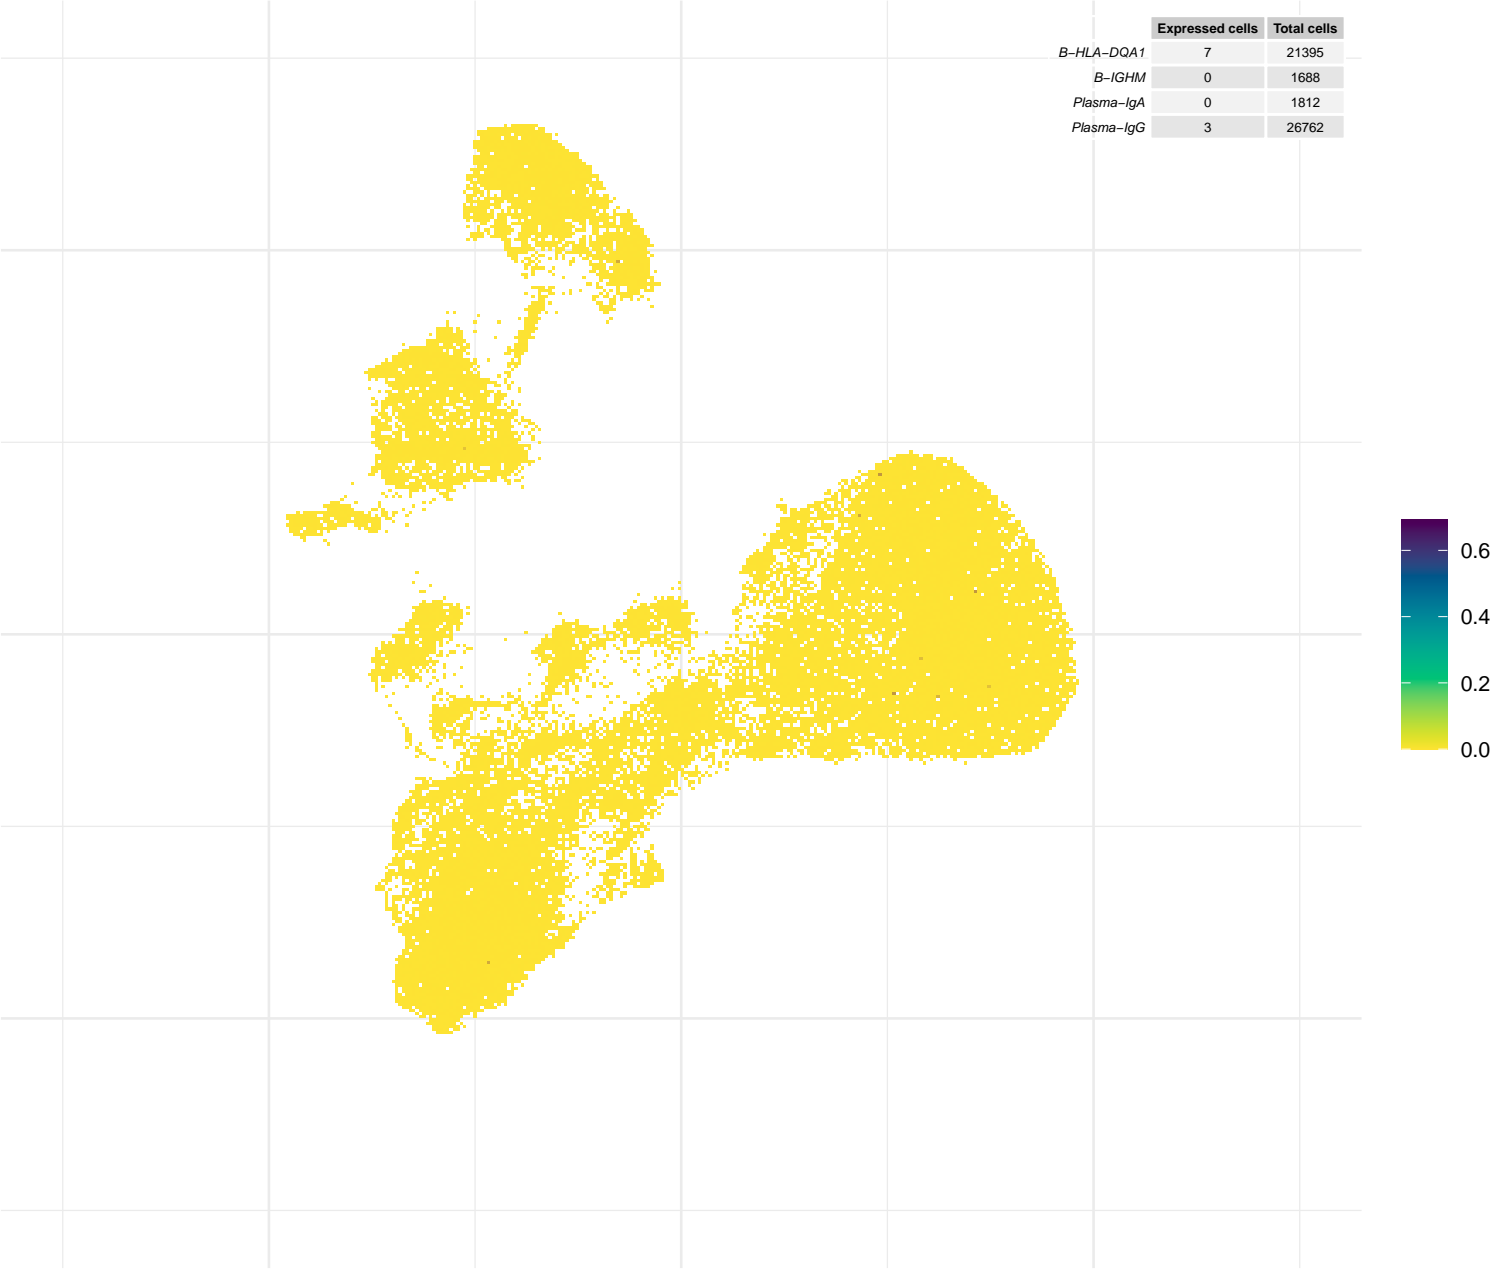 Expressed cells Total cells
B−HLA−DQA1 7 21395
B−IGHM 0 1688
Plasma−IgA 0 1812
Plasma−IgG 3 26762
0.6
0.4
0.2
0.0